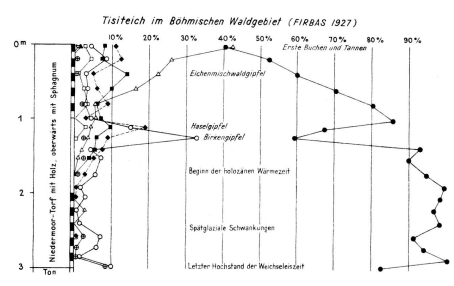 Tisiteich im Böhmischen Waldgebiet (FIRBAS 1927)
10% 20% 30% 40% 50% 60% 70% 80% 90%
0m
Erste Buchen und Tannen
Eichenmischwaldgipfel
1
Haselgipfel
Birkengipfel
Beginn der holozänen Wärmezeit
2
Spätglaziale Schwankungen
Letzter Hochstand der Weichseleiszeit
3
Ton
Niedermoor-Torf mit Holz, oberwärts mit Sphagnum